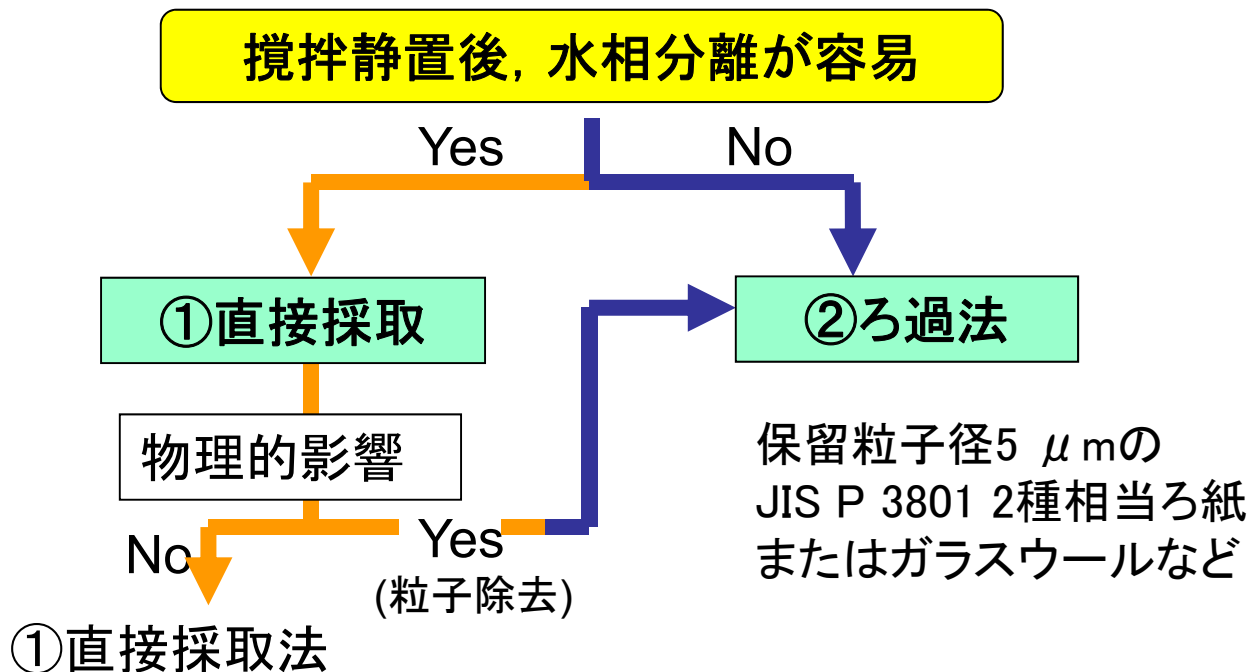 撹拌静置後，水相分離が容易
Yes
No
①直接採取
②ろ過法
物理的影響
保留粒子径5 μmの
JIS P 3801 2種相当ろ紙
またはガラスウールなど
No
Yes
(粒子除去)
①直接採取法